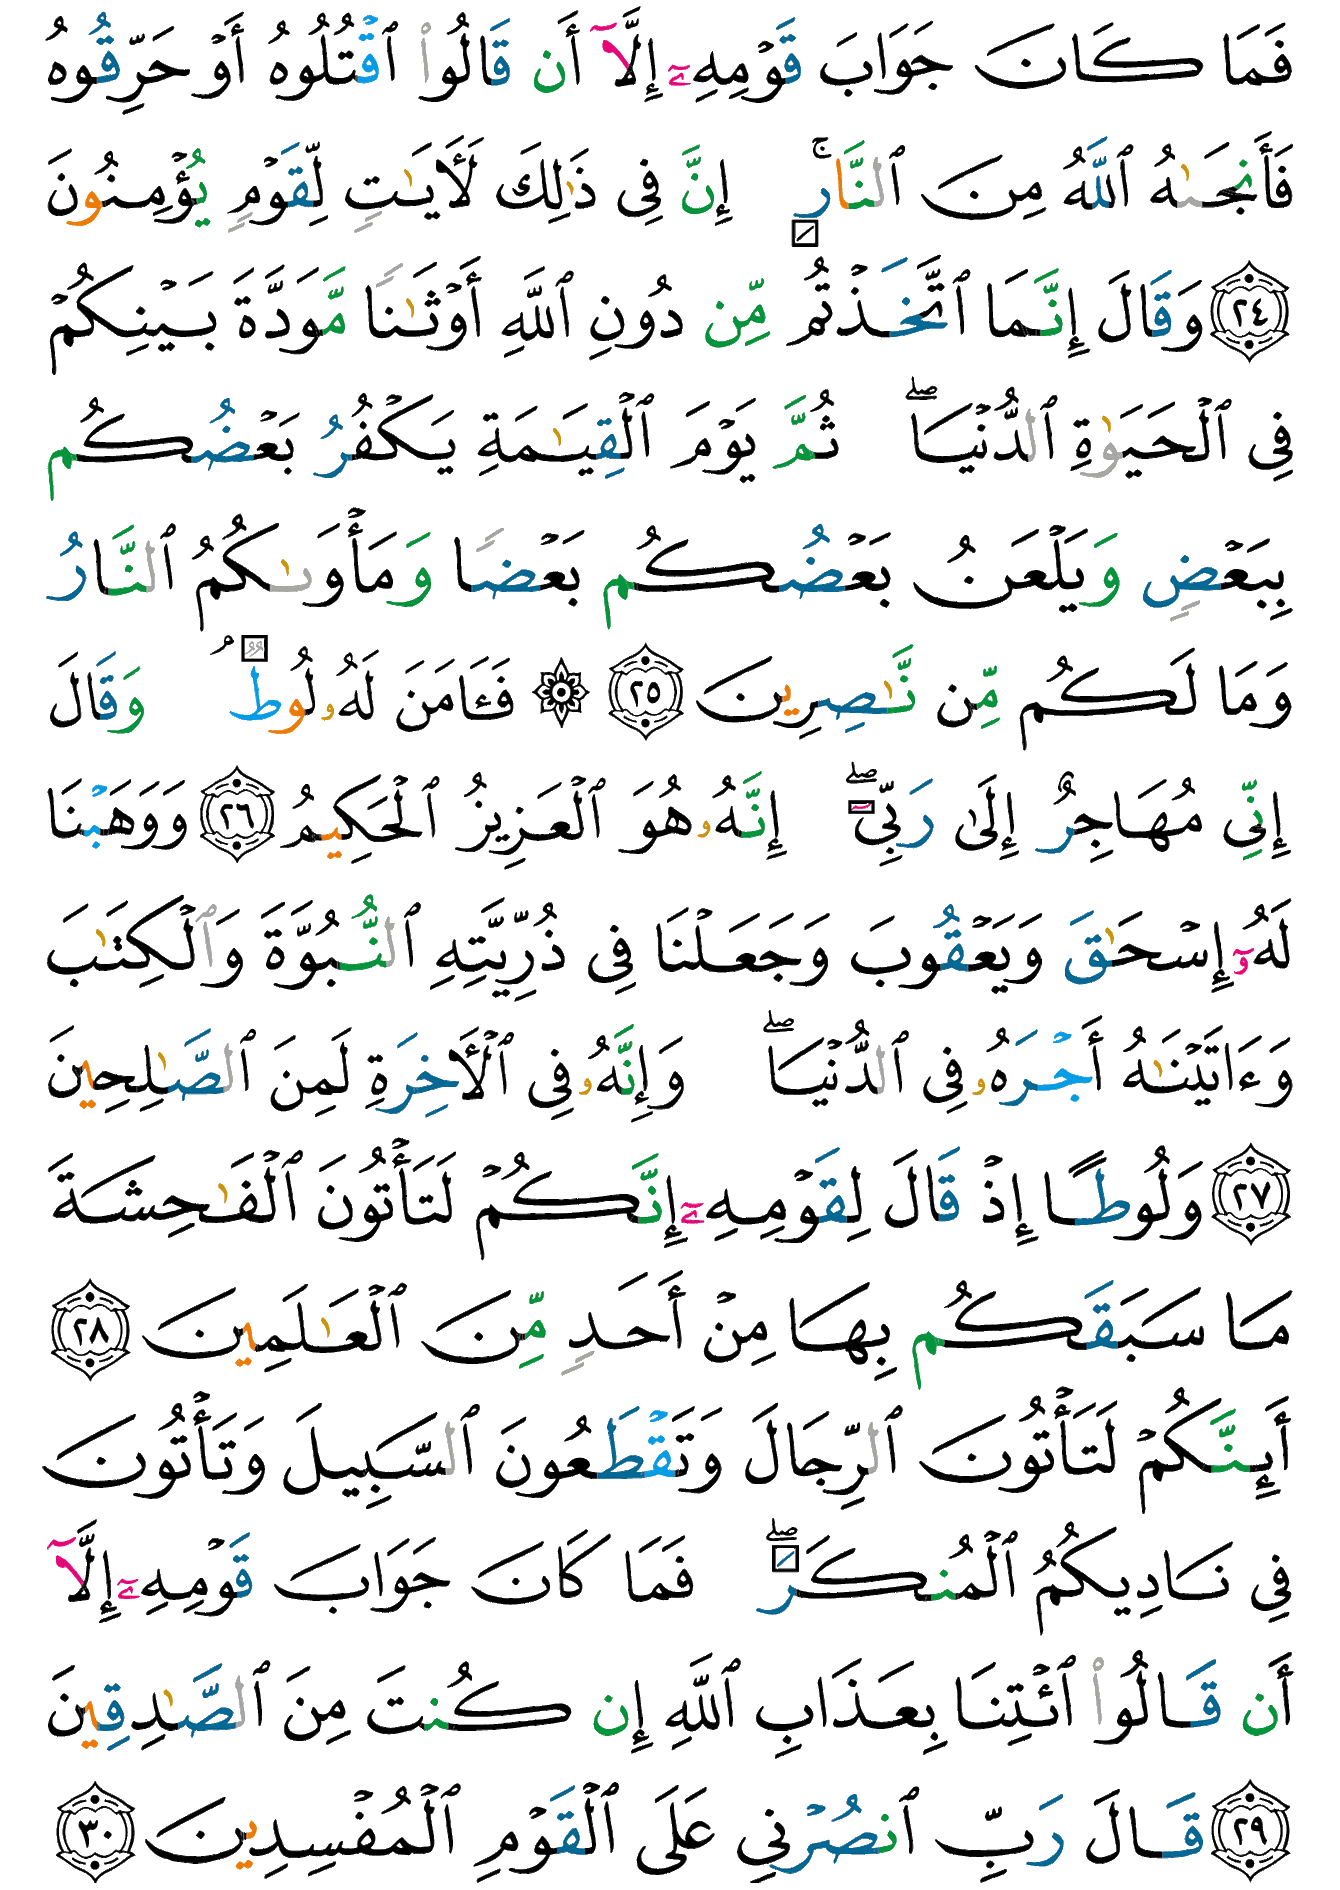 فَمَا كَانَ جَوَابَ قَوْمِهِۦٓ إِلَّآ أَن قَالُوا۟ ٱقْتُلُوهُ أَوْ حَرِّقُوهُ
فَأَنجَىٰهُ ٱللَّهُ مِنَ ٱلنَّارِ ۚ إِنَّ فِى ذَٰلِكَ لَـَٔايَـٰتٍ لِّقَوْمٍ يُؤْمِنُونَ
٢٤ وَقَالَ إِنَّمَا ٱتَّخَذْتُم مِّن دُونِ ٱللَّهِ أَوْثَـٰنًا مَّوَدَّةَ بَيْنِكُمْ
فِى ٱلْحَيَوٰةِ ٱلدُّنْيَا ۖ ثُمَّ يَوْمَ ٱلْقِيَـٰمَةِ يَكْفُرُ بَعْضُكُم
بِبَعْضٍ وَيَلْعَنُ بَعْضُكُم بَعْضًا وَمَأْوَىٰكُمُ ٱلنَّارُ
وَمَا لَكُم مِّن نَّـٰصِرِينَ ٢٥ ۞ فَـَٔامَنَ لَهُۥ لُوطٌ ۘ وَقَالَ
إِنِّى مُهَاجِرٌ إِلَىٰ رَبِّىٓ ۖ إِنَّهُۥ هُوَ ٱلْعَزِيزُ ٱلْحَكِيمُ ٢٦ وَوَهَبْنَا
لَهُۥٓ إِسْحَـٰقَ وَيَعْقُوبَ وَجَعَلْنَا فِى ذُرِّيَّتِهِ ٱلنُّبُوَّةَ وَٱلْكِتَـٰبَ
وَءَاتَيْنَـٰهُ أَجْرَهُۥ فِى ٱلدُّنْيَا ۖ وَإِنَّهُۥ فِى ٱلْـَٔاخِرَةِ لَمِنَ ٱلصَّـٰلِحِينَ
٢٧ وَلُوطًا إِذْ قَالَ لِقَوْمِهِۦٓ إِنَّكُمْ لَتَأْتُونَ ٱلْفَـٰحِشَةَ
مَا سَبَقَكُم بِهَا مِنْ أَحَدٍ مِّنَ ٱلْعَـٰلَمِينَ ٢٨
أَئِنَّكُمْ لَتَأْتُونَ ٱلرِّجَالَ وَتَقْطَعُونَ ٱلسَّبِيلَ وَتَأْتُونَ
فِى نَادِيكُمُ ٱلْمُنكَرَ ۖ فَمَا كَانَ جَوَابَ قَوْمِهِۦٓ إِلَّآ
أَن قَالُوا۟ ٱئْتِنَا بِعَذَابِ ٱللَّهِ إِن كُنتَ مِنَ ٱلصَّـٰدِقِينَ
٢٩ قَالَ رَبِّ ٱنصُرْنِى عَلَى ٱلْقَوْمِ ٱلْمُفْسِدِينَ ٣٠